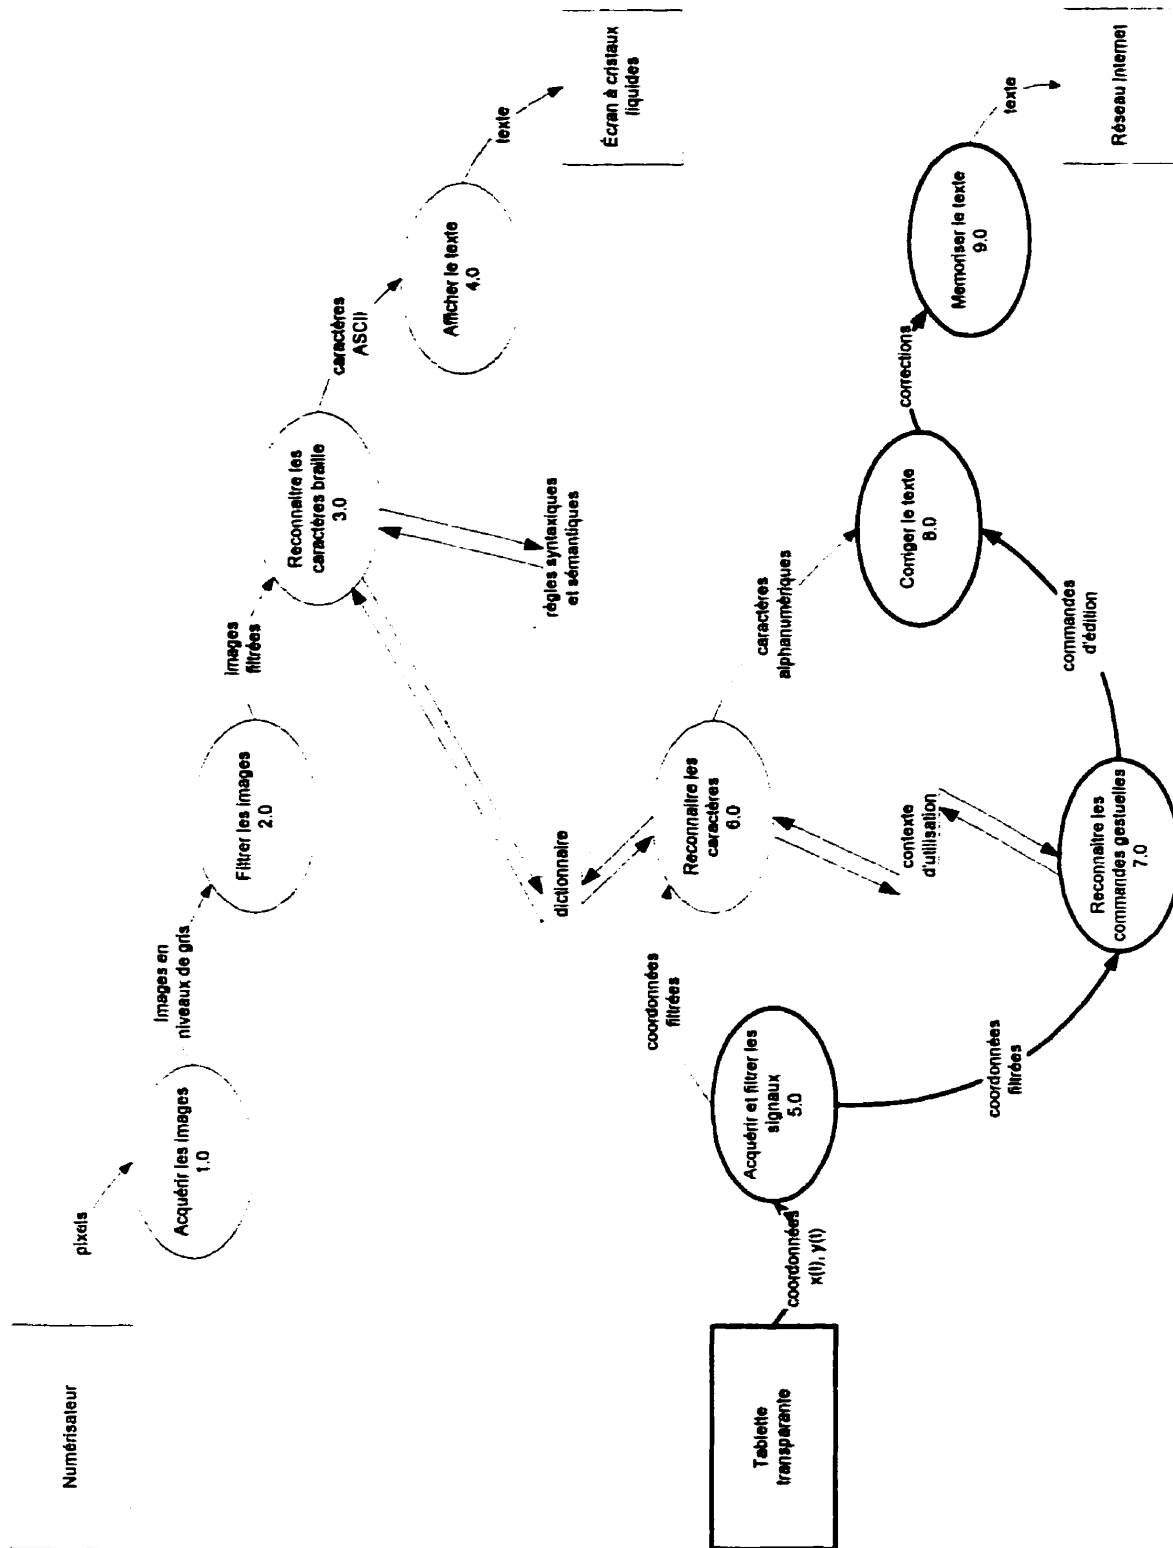 Numérisateur
pixels
Acquérir les images
1.0
Images en
niveaux de gris
Filtrer les images
2.0
Images
filtrées
Reconnaître les
caractères braille
3.0
caractères
ASCII
Afficher le texte
4.0
texte
Écran à cristaux
liquides
règles syntaxiques
et sémantiques
dictionnaire
Tablette
transparante
coordonnées
x(t), y(t)
Acquérir et filtrer les
signaux
5.0
coordonnées
filtrées
Reconnaître les
caractères
6.0
caractères
alphanumériques
contexte
d'utilisation
coordonnées
filtrées
Reconnaître les
commandes gestuelles
7.0
commandes
d'édition
Corriger le texte
8.0
corrections
Memoriser le texte
9.0
texte
Réseau Internet